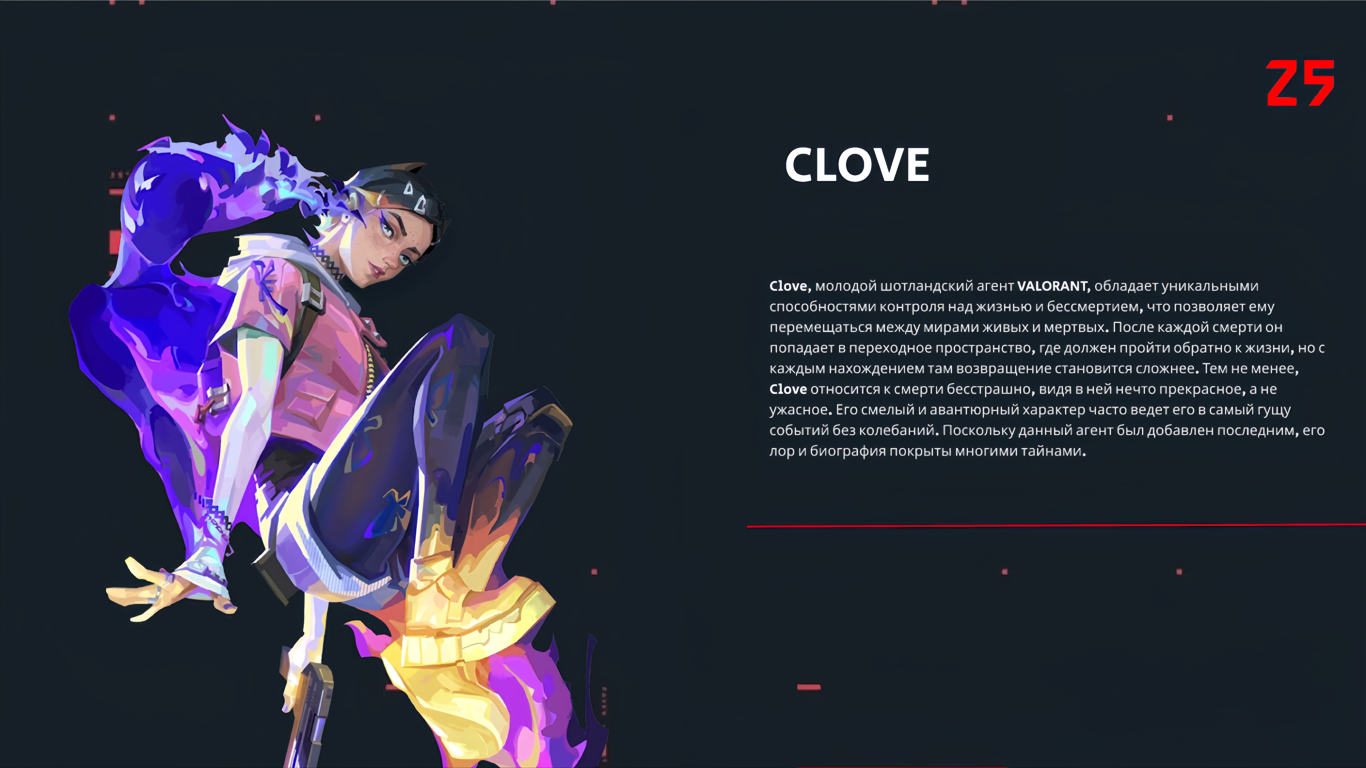 25
CLOVE
Clove, молодой шотландский агент VALORANT, обладает уникальными
способностями контроля над жизнью и бессмертием, что позволяет ему
перемещаться между мирами живых и мертвых. После каждой смерти он
попадает в переходное пространство, где должен пройти обратно к жизни, но с
каждым нахождением там возвращение становится сложнее. Тем не менее,
Clove относится к смерти бесстрашно, видя в ней нечто прекрасное, а не
ужасное. Его смелый и авантюрный характер часто ведет его в самый гущу
событий без колебаний. Поскольку данный агент был добавлен последним, его
лор и биография покрыты многими тайнами.